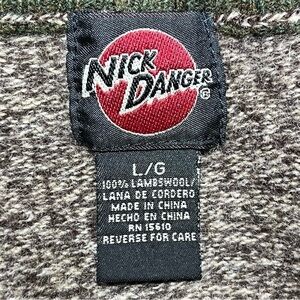 NICK
DANGER®
L/G
100% LAMBSWOOL/
LANA DE CORDERO
MADE IN CHINA
HECHO EN CHINA
RN 15610
REVERSE FOR CARE